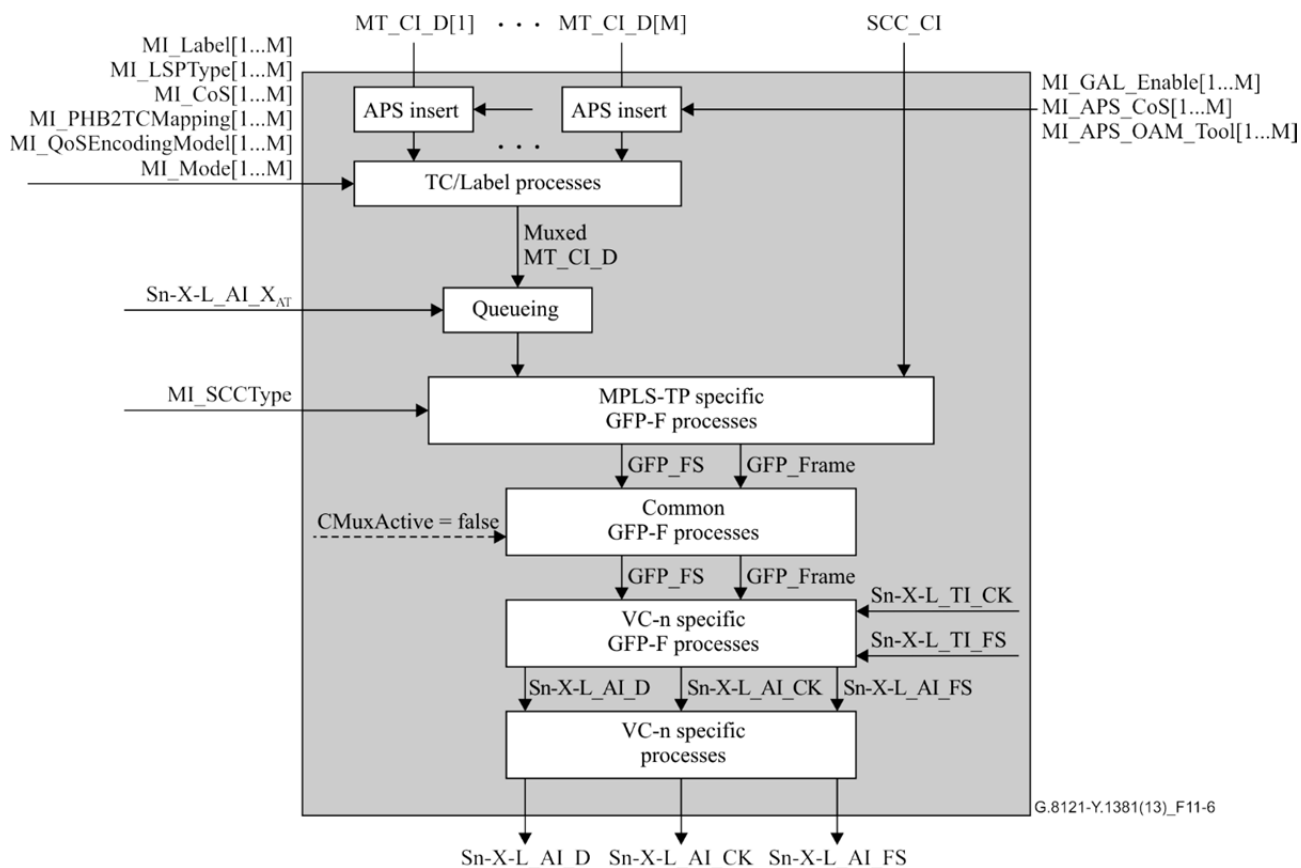 MT_CI_D[1] · · · MT_CI_D[M] SCC_CI
MI_Label[1...M]
MI_LSPType[1...M]
MI_CoS[1...M]
MI_PHB2TCMapping[1...M]
MI_QoSEncodingModel[1...M]
MI_Mode[1...M]
MI_GAL_Enable[1...M]
MI_APS_CoS[1...M]
MI_APS_OAM_Tool[1...M]
APS insert APS insert
· · ·
TC/Label processes
Muxed
MT_CI_D
Sn-X-L_AI_X_AT
Queueing
MI_SCCType
MPLS-TP specific
GFP-F processes
GFP_FS GFP_Frame
CMuxActive = false
Common
GFP-F processes
GFP_FS GFP_Frame
Sn-X-L_TI_CK
VC-n specific
GFP-F processes
Sn-X-L_TI_FS
Sn-X-L_AI_D Sn-X-L_AI_CK Sn-X-L_AI_FS
VC-n specific
processes
G.8121-Y.1381(13)_F11-6
Sn-X-L_AI_D Sn-X-L_AI_CK Sn-X-L_AI_FS